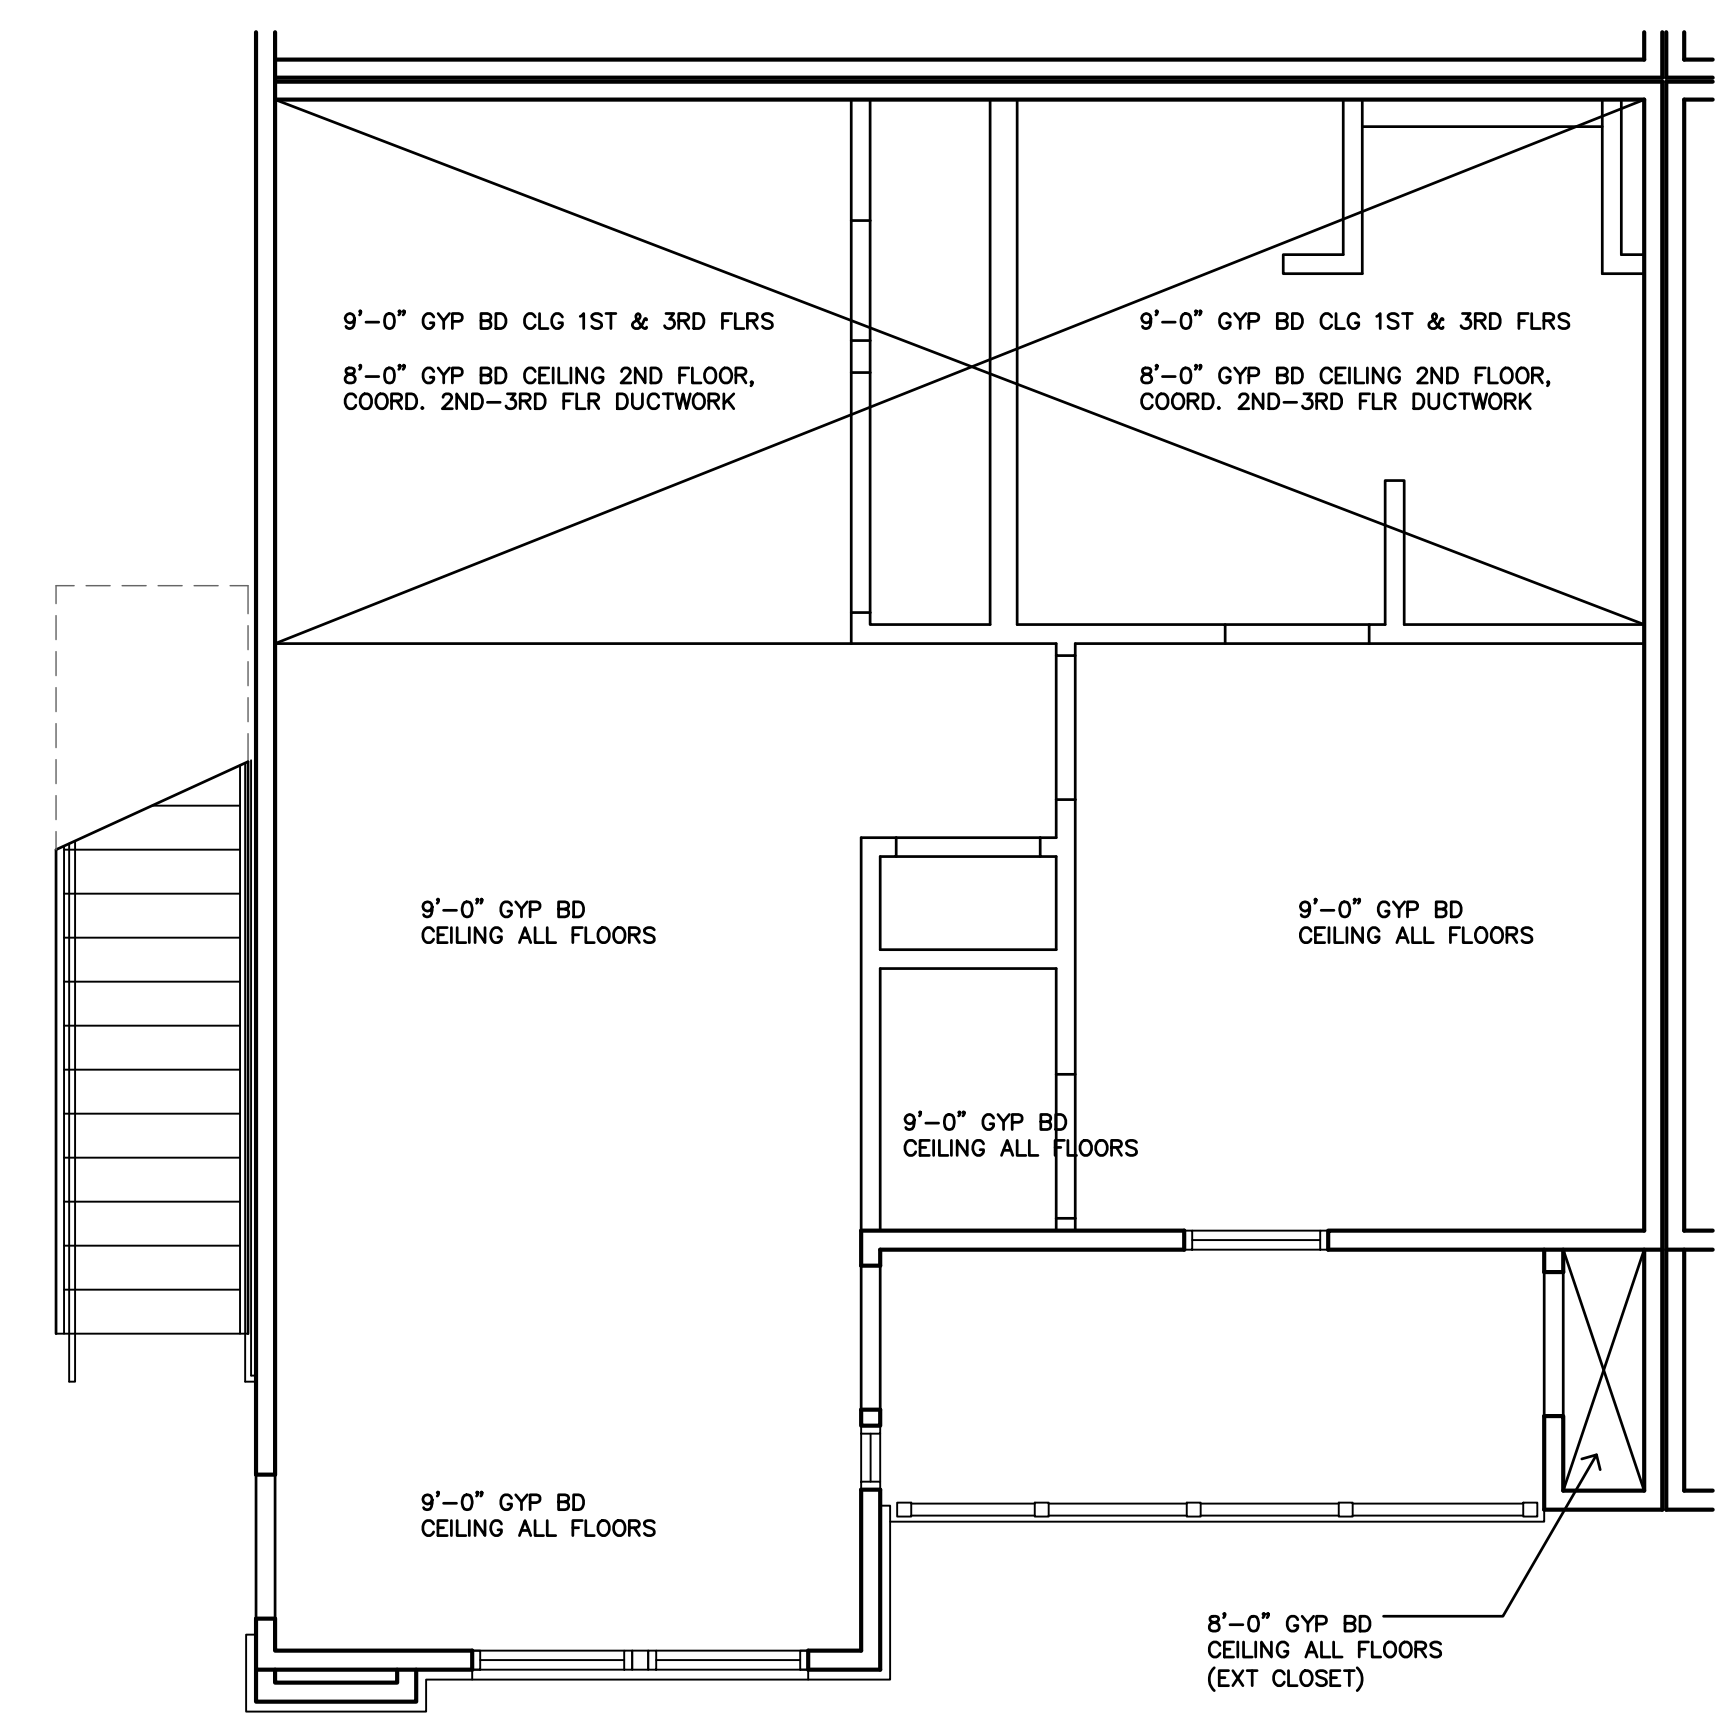 9'-0" GYP BD CLG 1ST & 3RD FLRS
8'-0" GYP BD CEILING 2ND FLOOR,
COORD. 2ND-3RD FLR DUCTWORK
9'-0" GYP BD CLG 1ST & 3RD FLRS
8'-0" GYP BD CEILING 2ND FLOOR,
COORD. 2ND-3RD FLR DUCTWORK
9'-0" GYP BD
CEILING ALL FLOORS
9'-0" GYP BD
CEILING ALL FLOORS
9'-0" GYP BD
CEILING ALL FLOORS
9'-0" GYP BD
CEILING ALL FLOORS
8'-0" GYP BD
CEILING ALL FLOORS
(EXT CLOSET)